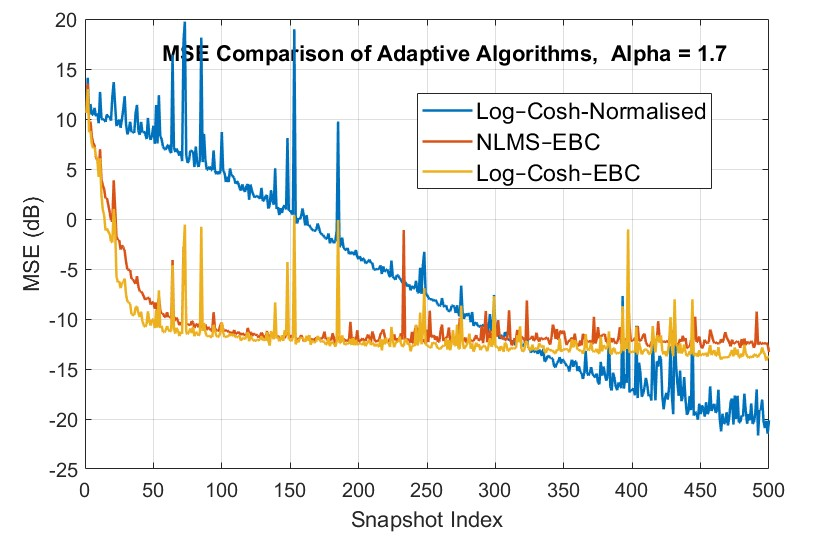 MSE Comparison of Adaptive Algorithms, Alpha = 1.7
Log-Cosh-Normalised
NLMS-EBC
Log-Cosh-EBC
MSE (dB)
20
15
10
5
0
-5
-10
-15
-20
-25
0 50 100 150 200 250 300 350 400 450 500
Snapshot Index